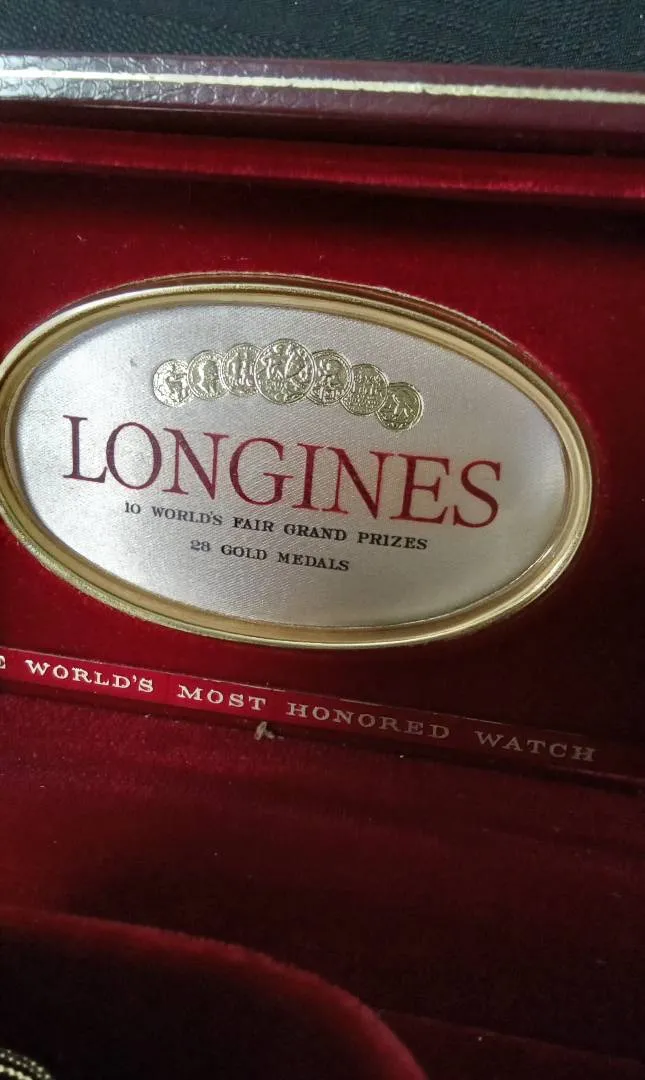 LONGINES
10 WORLD'S FAIR GRAND PRIZES
28 GOLD MEDALS
WORLD'S MOST HONORED WATCH